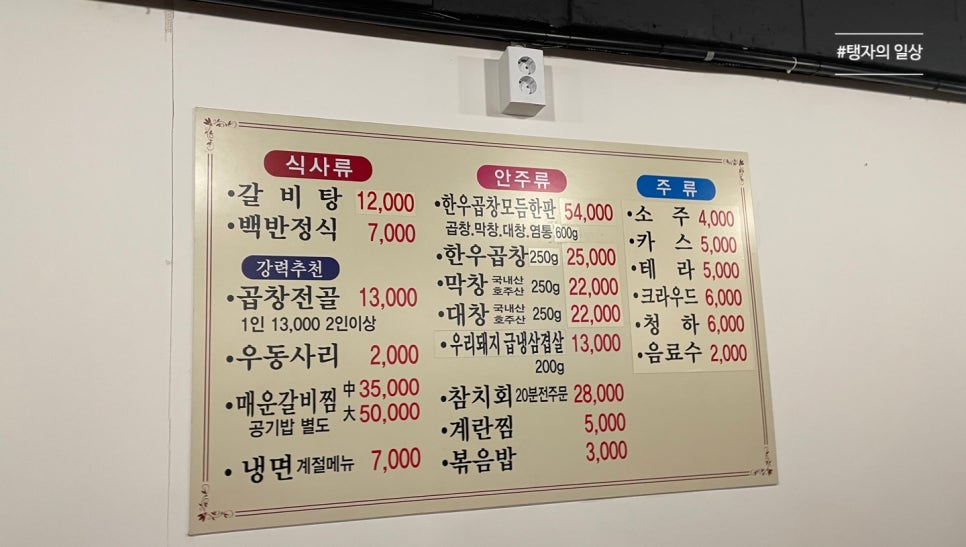 #탱자의 일상
식사류
•갈비탕 12,000
•백반정식 7,000
강력추천
•곱창전골 13,000
1인 13,000 2인이상
•우동사리 2,000
•매운갈비찜 中 35,000
공기밥 별도 大 50,000
•냉면 계절메뉴 7,000
안주류
•한우곱창모듬한판 54,000
곱창.막창.대창.염통 600g
•한우곱창 250g 25,000
•막창 국내산 호주산 250g 22,000
•대창 국내산 호주산 250g 22,000
•우리돼지 급냉삼겹살 13,000
200g
•참치회 20분전주문 28,000
•계란찜 5,000
•볶음밥 3,000
주류
•소주 4,000
•카스 5,000
•테라 5,000
•크라우드 6,000
•청하 6,000
•음료수 2,000